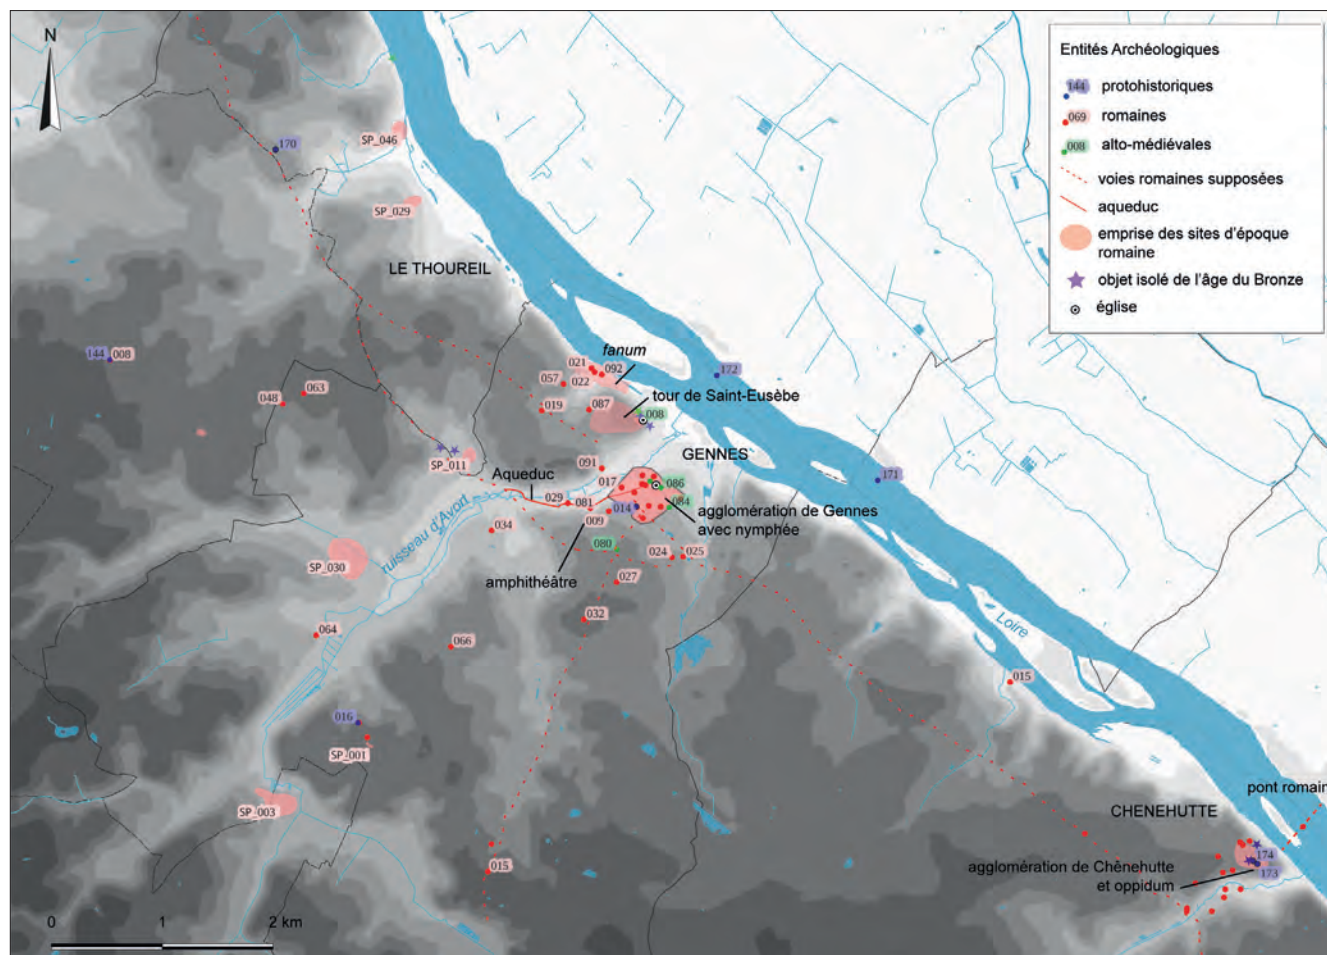 N
Entités Archéologiques
144 protohistoriques
069 romaines
008 alto-médiévales
voies romaines supposées
aqueduc
emprise des sites d'époque
romaine
objet isolé de l'âge du Bronze
église
170
SP_046
SP_029
LE THOUREIL
144 008
048
063
SP_011
021
092
fanum
057
022
172
019
087
tour de Saint-Eusèbe
008
GENNES
091
Aqueduc
017
086
171
029
081
014
084
agglomération de Gennes
avec nymphée
034
009
080
024
025
ruisseau d'Avort
amphithéâtre
SP_030
027
032
064
066
Loire
015
016
SP_001
SP_003
pont romain
CHENEHUTTE
015
agglomération de Chênehutte
et oppidum
174
173
0 1 2 km